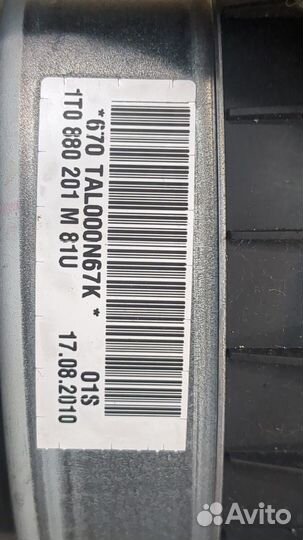 *670 TAL000N67K *
1T0 880 201 M 81U
01S
17.08.2010
Avito